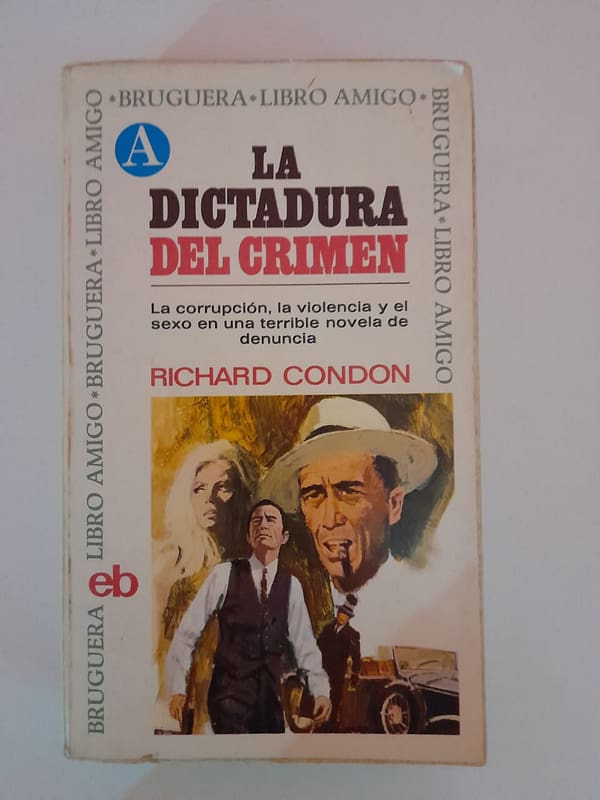 *BRUGUERA*LIBRO AMIGO*
BRUGUERA*LIBRO AMIGO
BRUGUERA LIBRO AMIGO*BRUGUERA*LIBRO AMIGO
A
LA
DICTADURA
DEL CRIMEN
La corrupción, la violencia y el
sexo en una terrible novela de
denuncia
RICHARD CONDON
eb